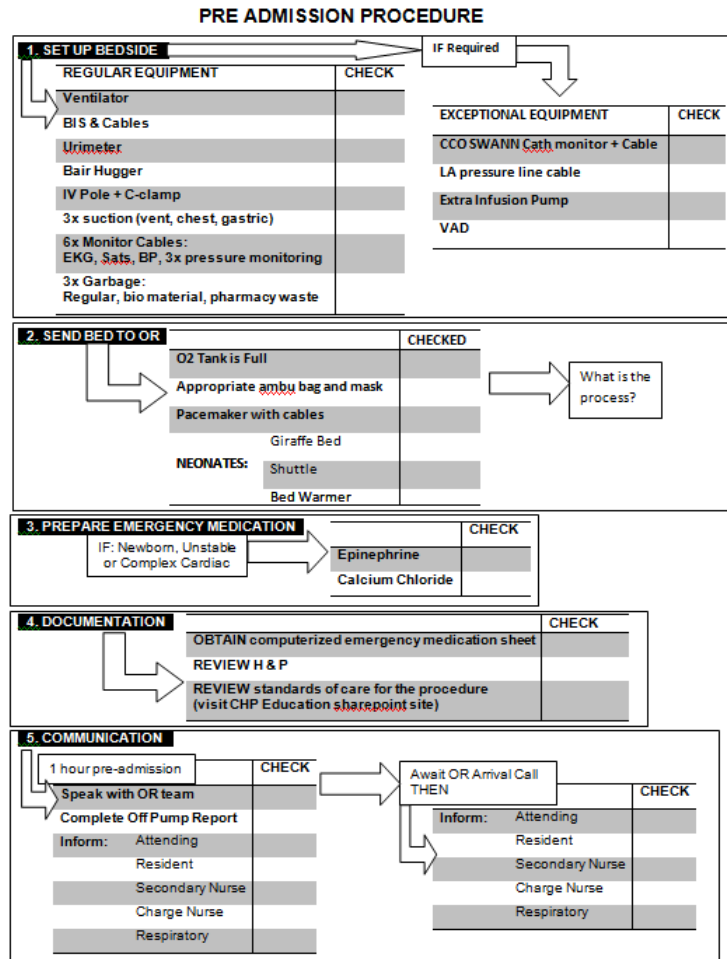 PRE ADMISSION PROCEDURE
1. SET UP BEDSIDE
IF Required
REGULAR EQUIPMENT CHECK
Ventilator
BIS & Cables
Urimeter
Bair Hugger
IV Pole + C-clamp
3x suction (vent, chest, gastric)
6x Monitor Cables:
EKG, Sats, BP, 3x pressure monitoring
3x Garbage:
Regular, bio material, pharmacy waste
EXCEPTIONAL EQUIPMENT CHECK
CCO SWANN Cath monitor + Cable
LA pressure line cable
Extra Infusion Pump
VAD
2. SEND BED TO OR
CHECKED
O2 Tank is Full
Appropriate ambu bag and mask
Pacemaker with cables
NEONATES:
Giraffe Bed
Shuttle
Bed Warmer
What is the
process?
3. PREPARE EMERGENCY MEDICATION
IF: Newborn, Unstable
or Complex Cardiac
CHECK
Epinephrine
Calcium Chloride
4. DOCUMENTATION
CHECK
OBTAIN computerized emergency medication sheet
REVIEW H & P
REVIEW standards of care for the procedure
(visit CHP Education sharepoint site)
5. COMMUNICATION
1 hour pre-admission
CHECK
Speak with OR team
Complete Off Pump Report
Inform: Attending
Resident
Secondary Nurse
Charge Nurse
Respiratory
Await OR Arrival Call
THEN
CHECK
Inform: Attending
Resident
Secondary Nurse
Charge Nurse
Respiratory